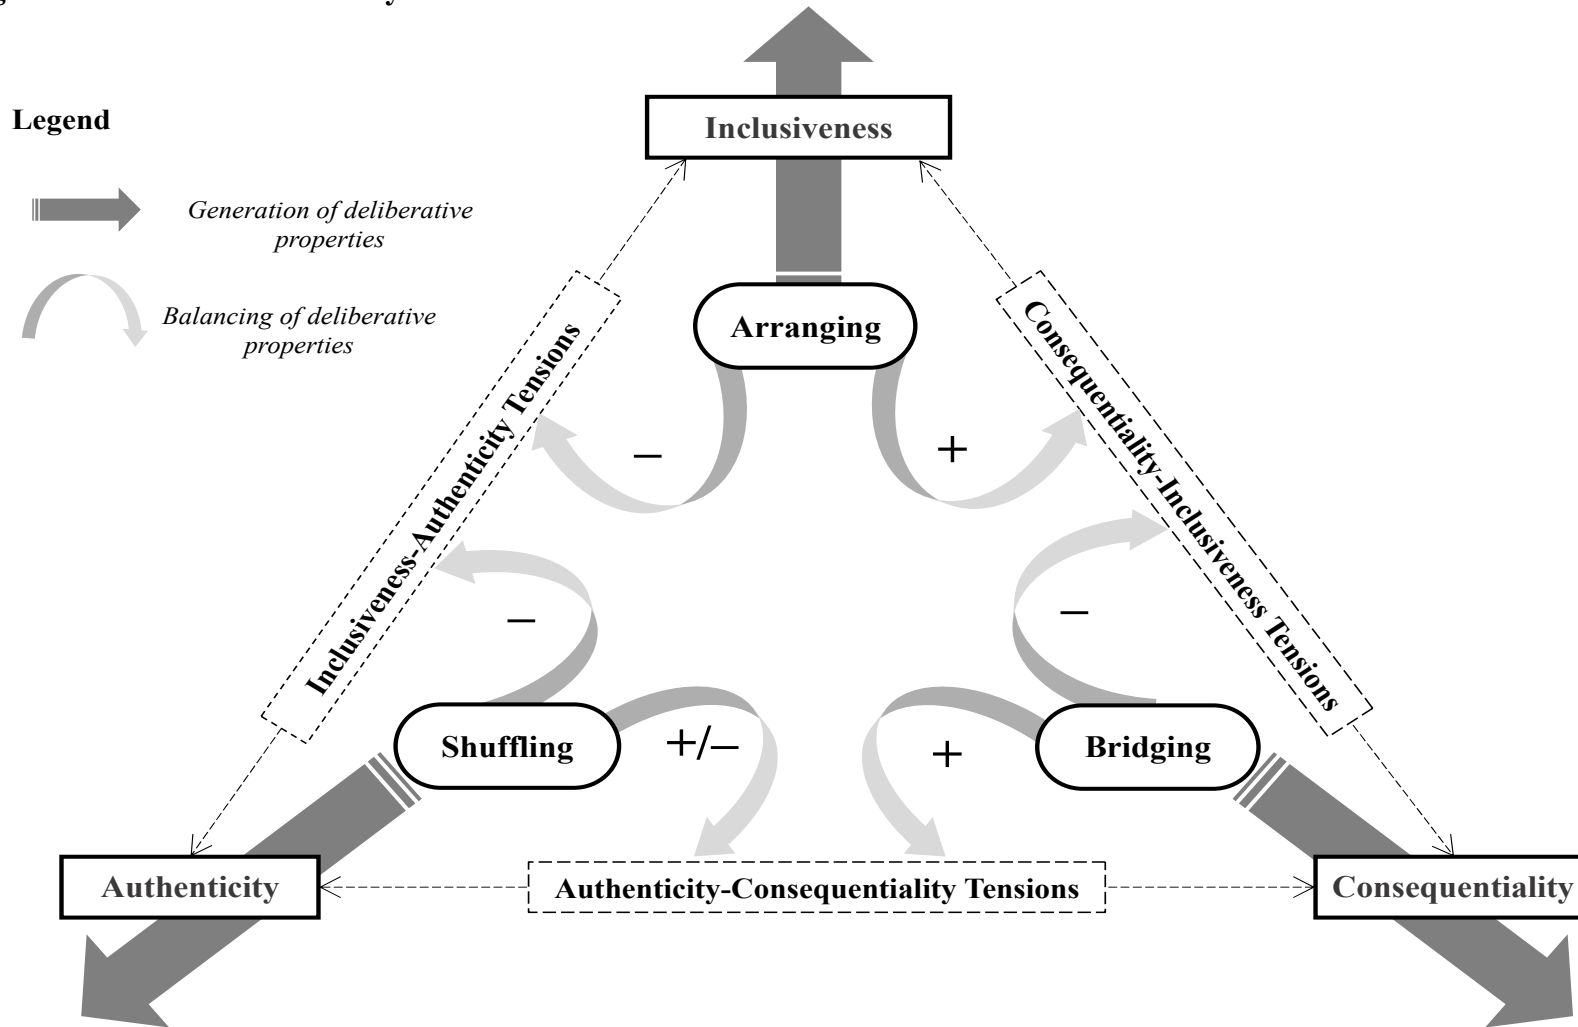 Inclusiveness
Legend
Generation of deliberative
properties
Balancing of deliberative
properties
Arranging
Inclusiveness-Authenticity Tensions
Consequentiality-Inclusiveness Tensions
–
+
–
–
Shuffling
+/–
+
Bridging
Authenticity
Authenticity-Consequentiality Tensions
Consequentiality